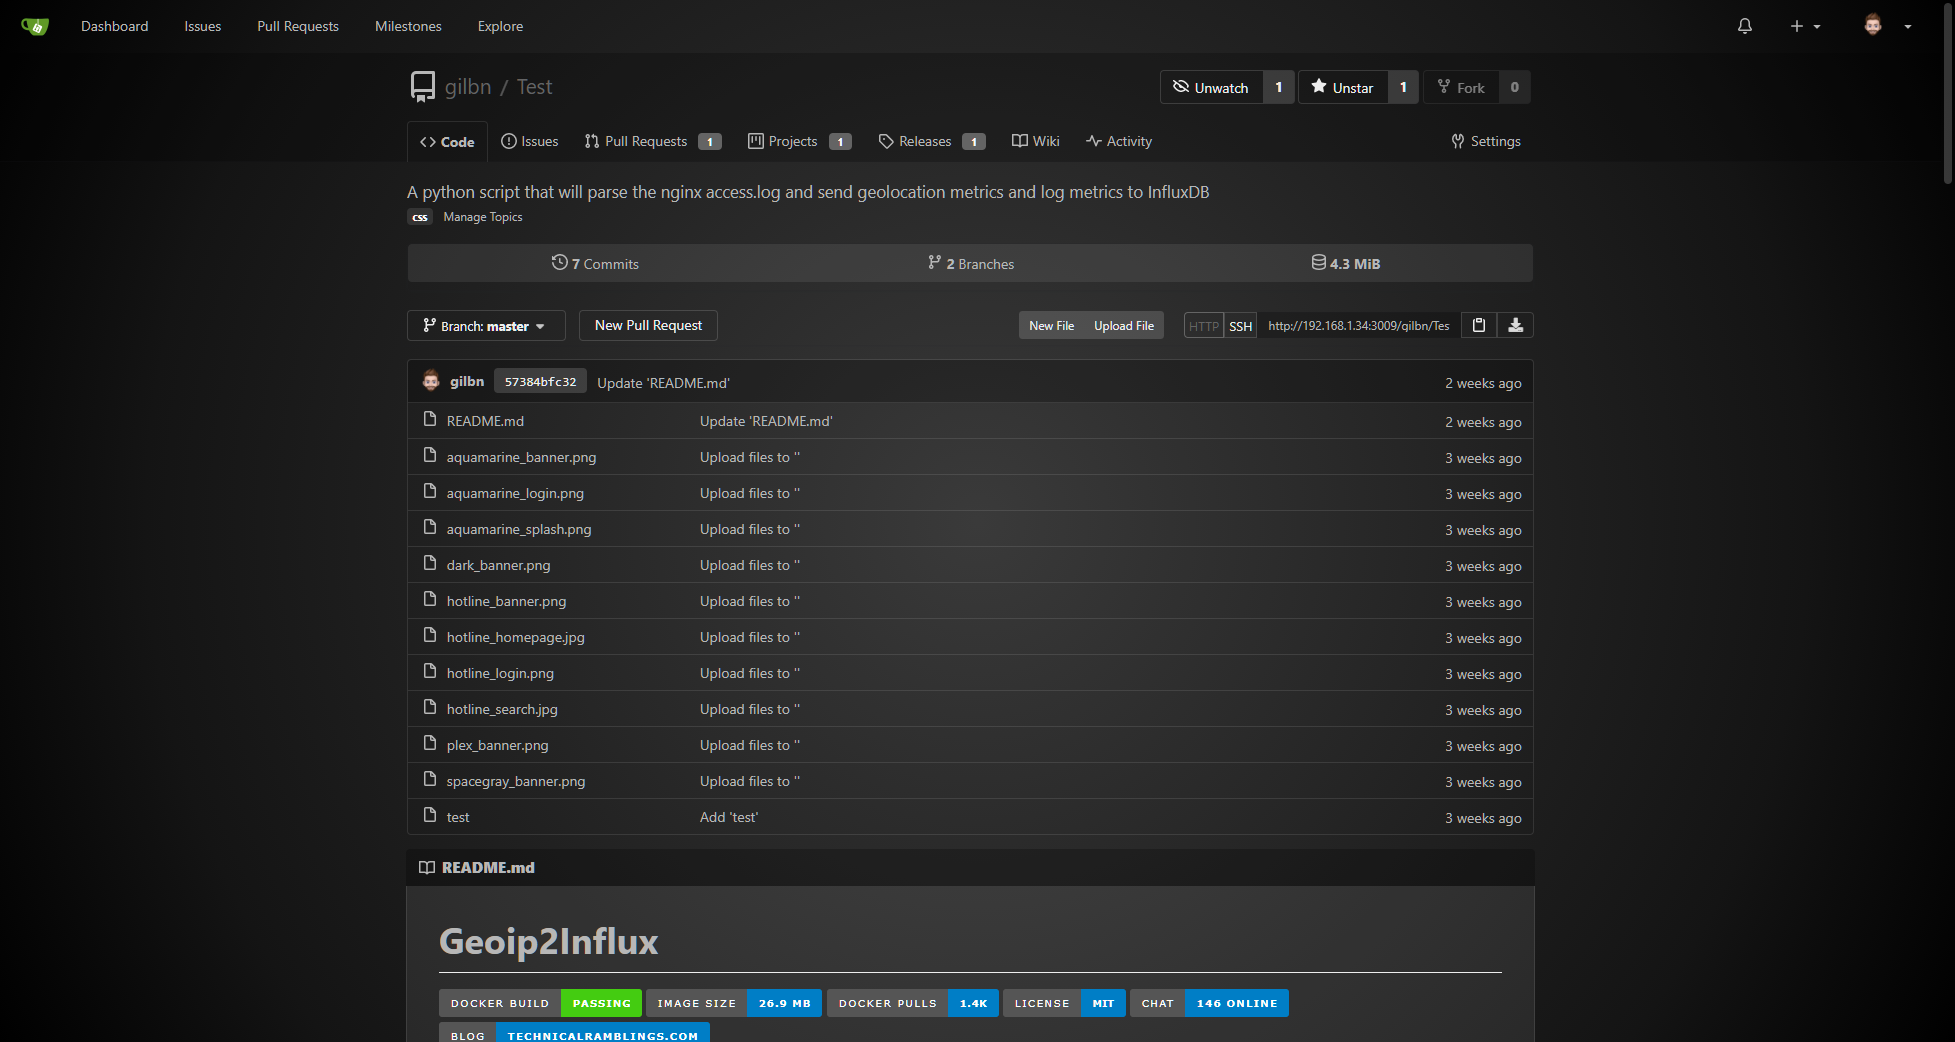 Dashboard Issues Pull Requests Milestones Explore
gilbn / Test
Unwatch 1 Unstar 1 Fork 0
Code Issues Pull Requests 1 Projects 1 Releases 1 Wiki Activity Settings
A python script that will parse the nginx access.log and send geolocation metrics and log metrics to InfluxDB
css Manage Topics
7 Commits 2 Branches 4.3 MiB
Branch: master New Pull Request New File Upload File HTTP SSH http://192.168.1.34:3009/gilbn/Tes
gilbn 57384bfc32 Update 'README.md' 2 weeks ago
README.md Update 'README.md' 2 weeks ago
aquamarine_banner.png Upload files to '' 3 weeks ago
aquamarine_login.png Upload files to '' 3 weeks ago
aquamarine_splash.png Upload files to '' 3 weeks ago
dark_banner.png Upload files to '' 3 weeks ago
hotline_banner.png Upload files to '' 3 weeks ago
hotline_homepage.jpg Upload files to '' 3 weeks ago
hotline_login.png Upload files to '' 3 weeks ago
hotline_search.jpg Upload files to '' 3 weeks ago
plex_banner.png Upload files to '' 3 weeks ago
spacegray_banner.png Upload files to '' 3 weeks ago
test Add 'test' 3 weeks ago
README.md
Geoip2Influx
DOCKER BUILD PASSING IMAGE SIZE 26.9 MB DOCKER PULLS 1.4K LICENSE MIT CHAT 146 ONLINE
BLOG TECHNICALRAMBLINGS.COM